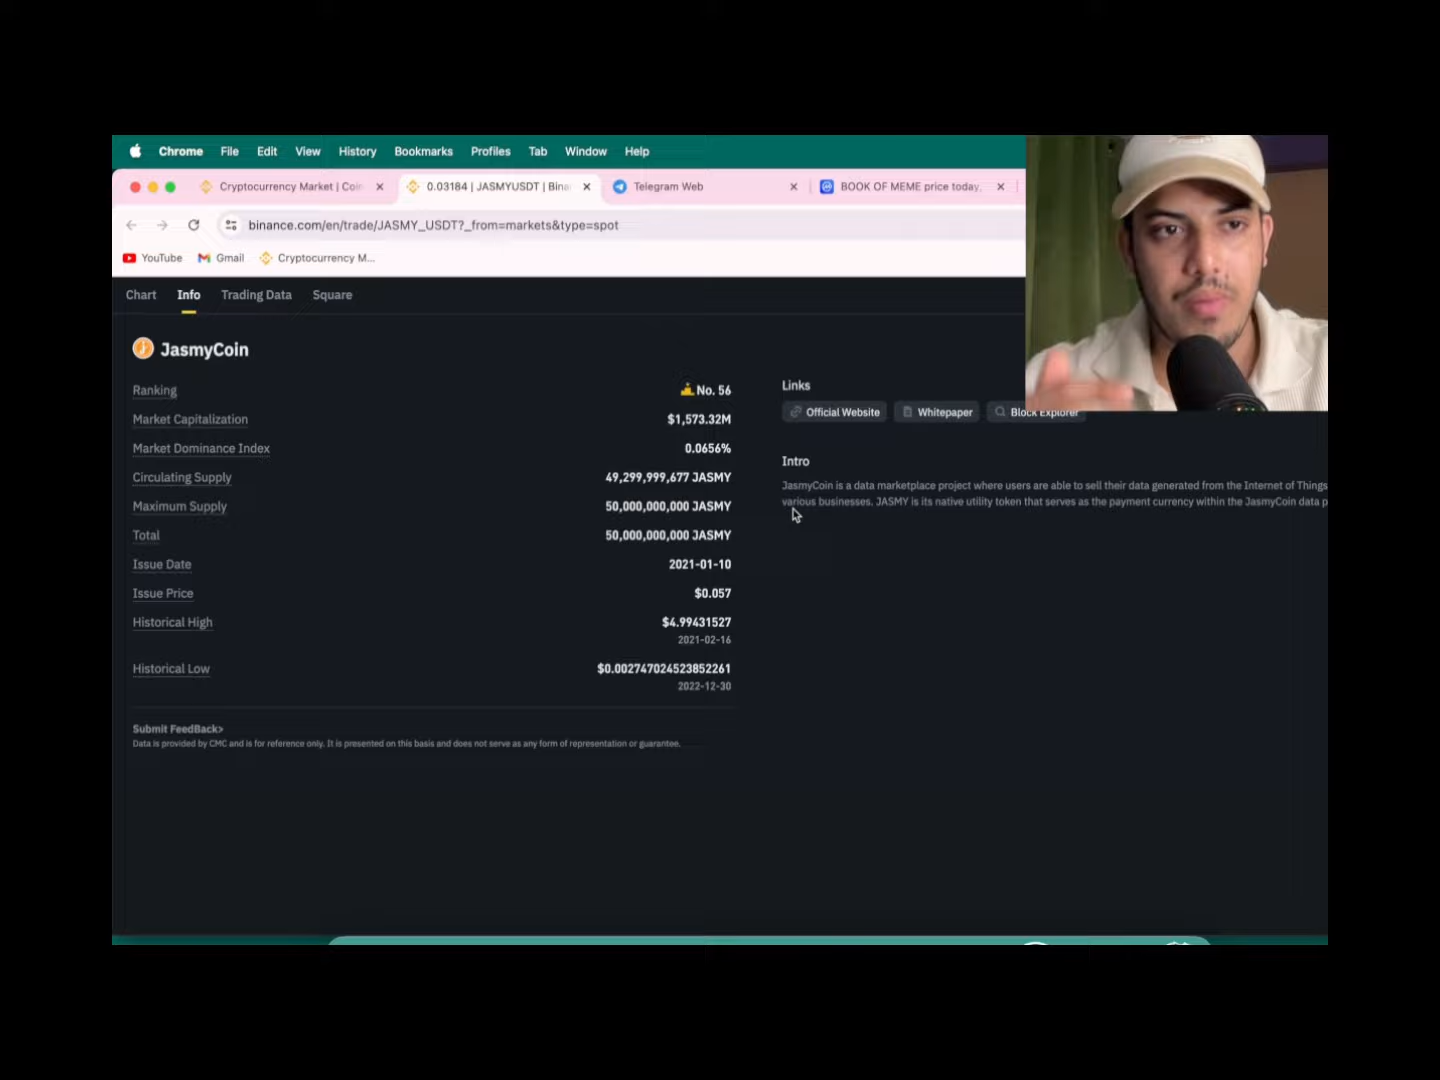 Chrome File Edit View History Bookmarks Profiles Tab Window Help
Cryptocurrency Market | Coin 0.03184 | JASMYUSDT | Bina Telegram Web BOOK OF MEME price today,
binance.com/en/trade/JASMY_USDT?_from=markets&type=spot
YouTube Gmail Cryptocurrency M...
Chart Info Trading Data Square
JasmyCoin
Ranking No. 56
Market Capitalization $1,573.32M
Market Dominance Index 0.0656%
Circulating Supply 49,299,999,677 JASMY
Maximum Supply 50,000,000,000 JASMY
Total 50,000,000,000 JASMY
Issue Date 2021-01-10
Issue Price $0.057
Historical High $4.99431527
2021-02-16
Historical Low $0.002747024523852261
2022-12-30
Submit FeedBack>
Data is provided by CMC and is for reference only. It is presented on this basis and does not serve as any form of representation or guarantee.
Links
Official Website Whitepaper Block Explorer
Intro
JasmyCoin is a data marketplace project where users are able to sell their data generated from the Internet of Things
various businesses. JASMY is its native utility token that serves as the payment currency within the JasmyCoin data p